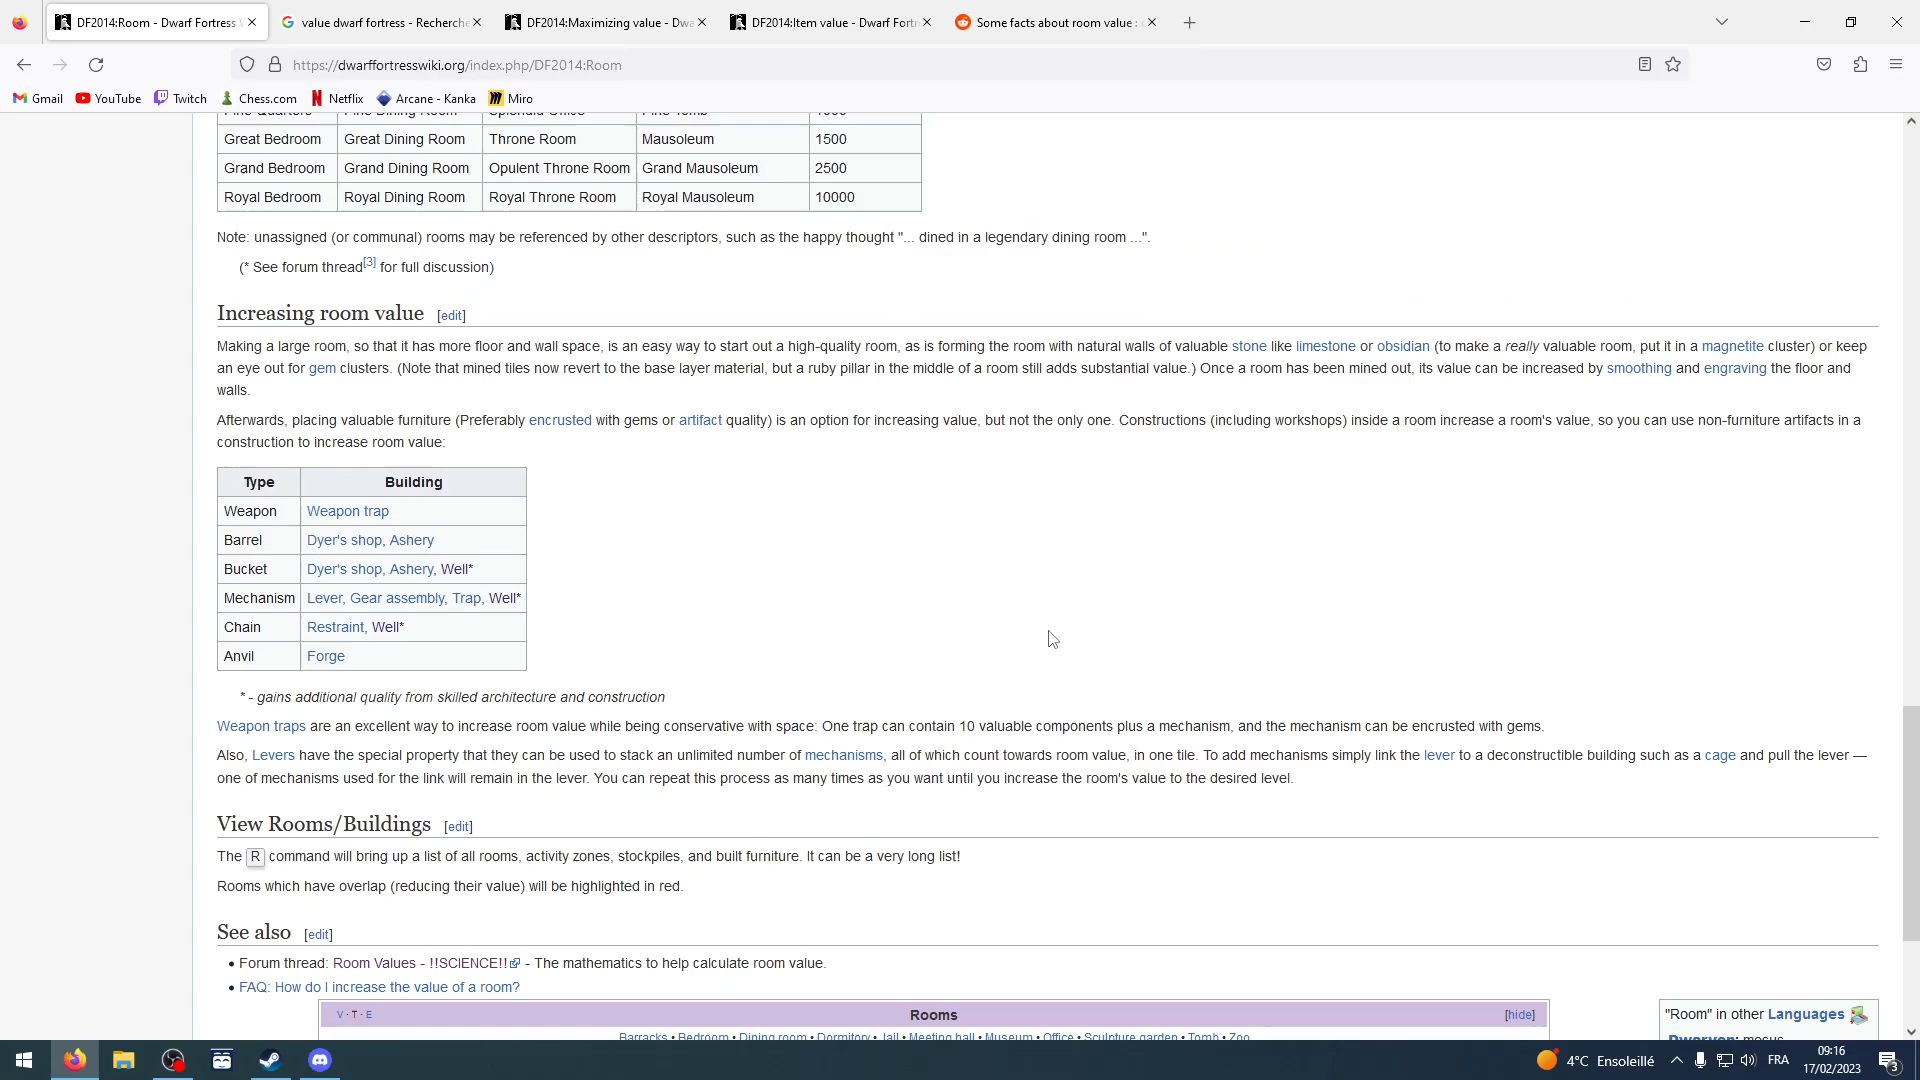 DF2014:Room - Dwarf Fortress W
value dwarf fortress - Recherche
DF2014:Maximizing value - Dwa
DF2014:Item value - Dwarf Fortr
Some facts about room value : 
https://dwarffortresswiki.org/index.php/DF2014:Room
Gmail YouTube Twitch Chess.com Netflix Arcane - Kanka Miro
Great Bedroom Great Dining Room Throne Room Mausoleum 1500
Grand Bedroom Grand Dining Room Opulent Throne Room Grand Mausoleum 2500
Royal Bedroom Royal Dining Room Royal Throne Room Royal Mausoleum 10000
Note: unassigned (or communal) rooms may be referenced by other descriptors, such as the happy thought "... dined in a legendary dining room ...".
(* See forum thread[3] for full discussion)
Increasing room value [edit]
Making a large room, so that it has more floor and wall space, is an easy way to start out a high-quality room, as is forming the room with natural walls of valuable stone like limestone or obsidian (to make a really valuable room, put it in a magnetite cluster) or keep
an eye out for gem clusters. (Note that mined tiles now revert to the base layer material, but a ruby pillar in the middle of a room still adds substantial value.) Once a room has been mined out, its value can be increased by smoothing and engraving the floor and
walls.
Afterwards, placing valuable furniture (Preferably encrusted with gems or artifact quality) is an option for increasing value, but not the only one. Constructions (including workshops) inside a room increase a room's value, so you can use non-furniture artifacts in a
construction to increase room value:
Type Building
Weapon Weapon trap
Barrel Dyer's shop, Ashery
Bucket Dyer's shop, Ashery, Well*
Mechanism Lever, Gear assembly, Trap, Well*
Chain Restraint, Well*
Anvil Forge
* - gains additional quality from skilled architecture and construction
Weapon traps are an excellent way to increase room value while being conservative with space: One trap can contain 10 valuable components plus a mechanism, and the mechanism can be encrusted with gems.
Also, Levers have the special property that they can be used to stack an unlimited number of mechanisms, all of which count towards room value, in one tile. To add mechanisms simply link the lever to a deconstructible building such as a cage and pull the lever —
one of mechanisms used for the link will remain in the lever. You can repeat this process as many times as you want until you increase the room's value to the desired level.
View Rooms/Buildings [edit]
The R command will bring up a list of all rooms, activity zones, stockpiles, and built furniture. It can be a very long list!
Rooms which have overlap (reducing their value) will be highlighted in red.
See also [edit]
Forum thread: Room Values - !!SCIENCE!! - The mathematics to help calculate room value.
FAQ: How do I increase the value of a room?
V · T · E Rooms [hide]
"Room" in other Languages
Barracks • Bedroom • Dining room • Dormitory • Jail • Meeting hall • Museum • Office • Sculpture garden • Tomb • Zoo
Dwarven: mosus
4°C Ensoleillé FRA
09:16
17/02/2023
3